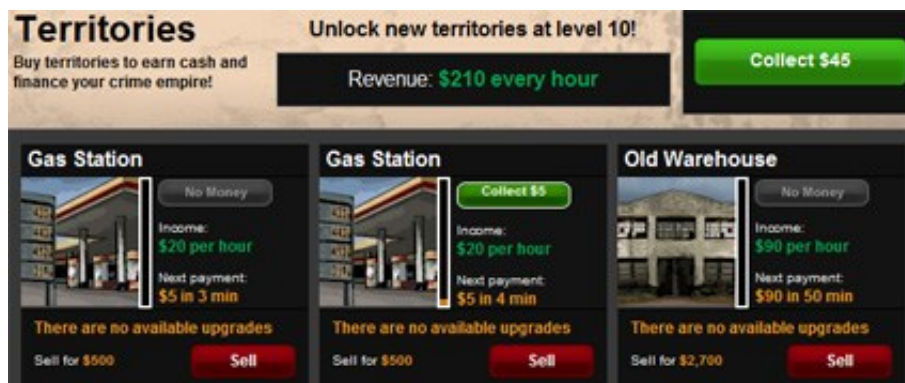 Territories
Unlock new territories at level 10!
Buy territories to earn cash and
finance your crime empire!
Revenue: $210 every hour
Collect $45
Gas Station
No Money
Income:
$20 per hour
Next payment:
$5 in 3 min
There are no available upgrades
Sell for $500
Sell
Gas Station
Collect $5
Income:
$20 per hour
Next payment:
$5 in 4 min
There are no available upgrades
Sell for $500
Sell
Old Warehouse
No Money
Income:
$90 per hour
Next payment:
$90 in 50 min
There are no available upgrades
Sell for $2,700
Sell